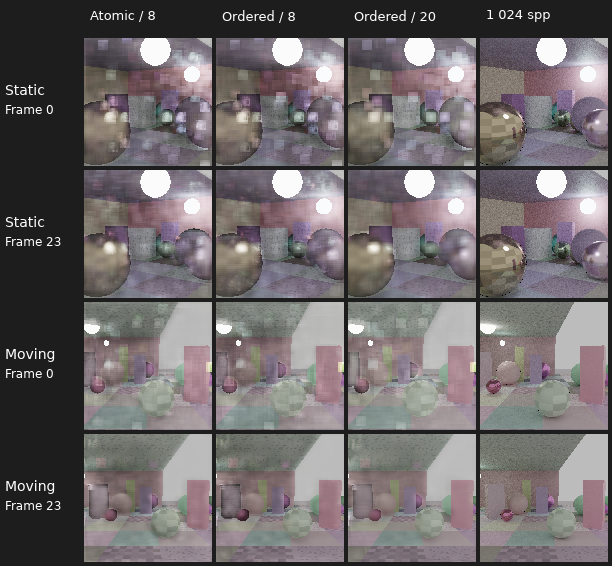 Atomic / 8
Ordered / 8
Ordered / 20
1 024 spp
Static
Frame 0
Static
Frame 23
Moving
Frame 0
Moving
Frame 23